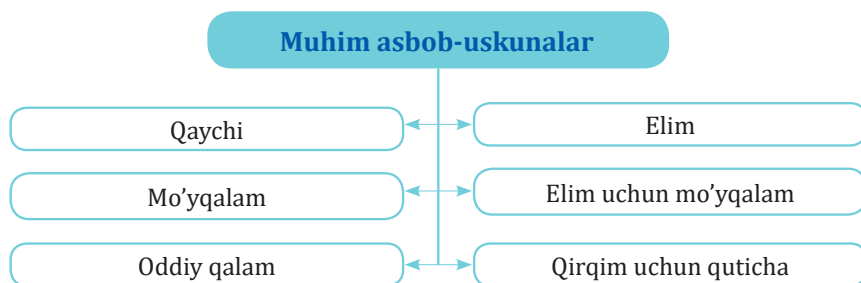 Muhim asbob-uskunalar
Qaychi
Elim
Mo’yqalam
Elim uchun mo’yqalam
Oddiy qalam
Qirqim uchun quticha